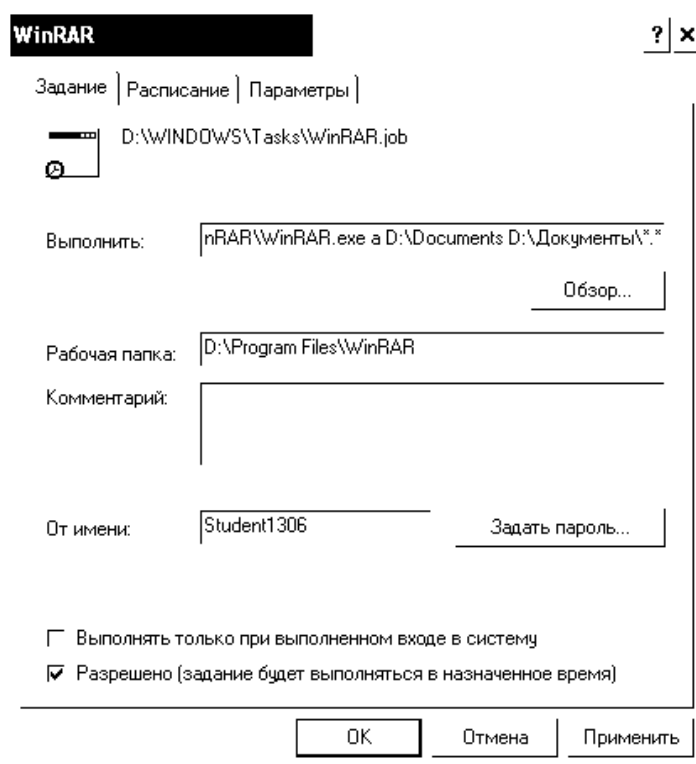 WinRAR
Задание Расписание Параметры
D:\WINDOWS\Tasks\WinRAR.job
Выполнить: nRAR\WinRAR.exe a D:\Documents D:\Документы\*.*
Обзор...
Рабочая папка: D:\Program Files\WinRAR
Комментарий:
От имени: Student1306 Задать пароль...
Выполнять только при выполненном входе в систему
Разрешено (задание будет выполняться в назначенное время)
OK Отмена Применить